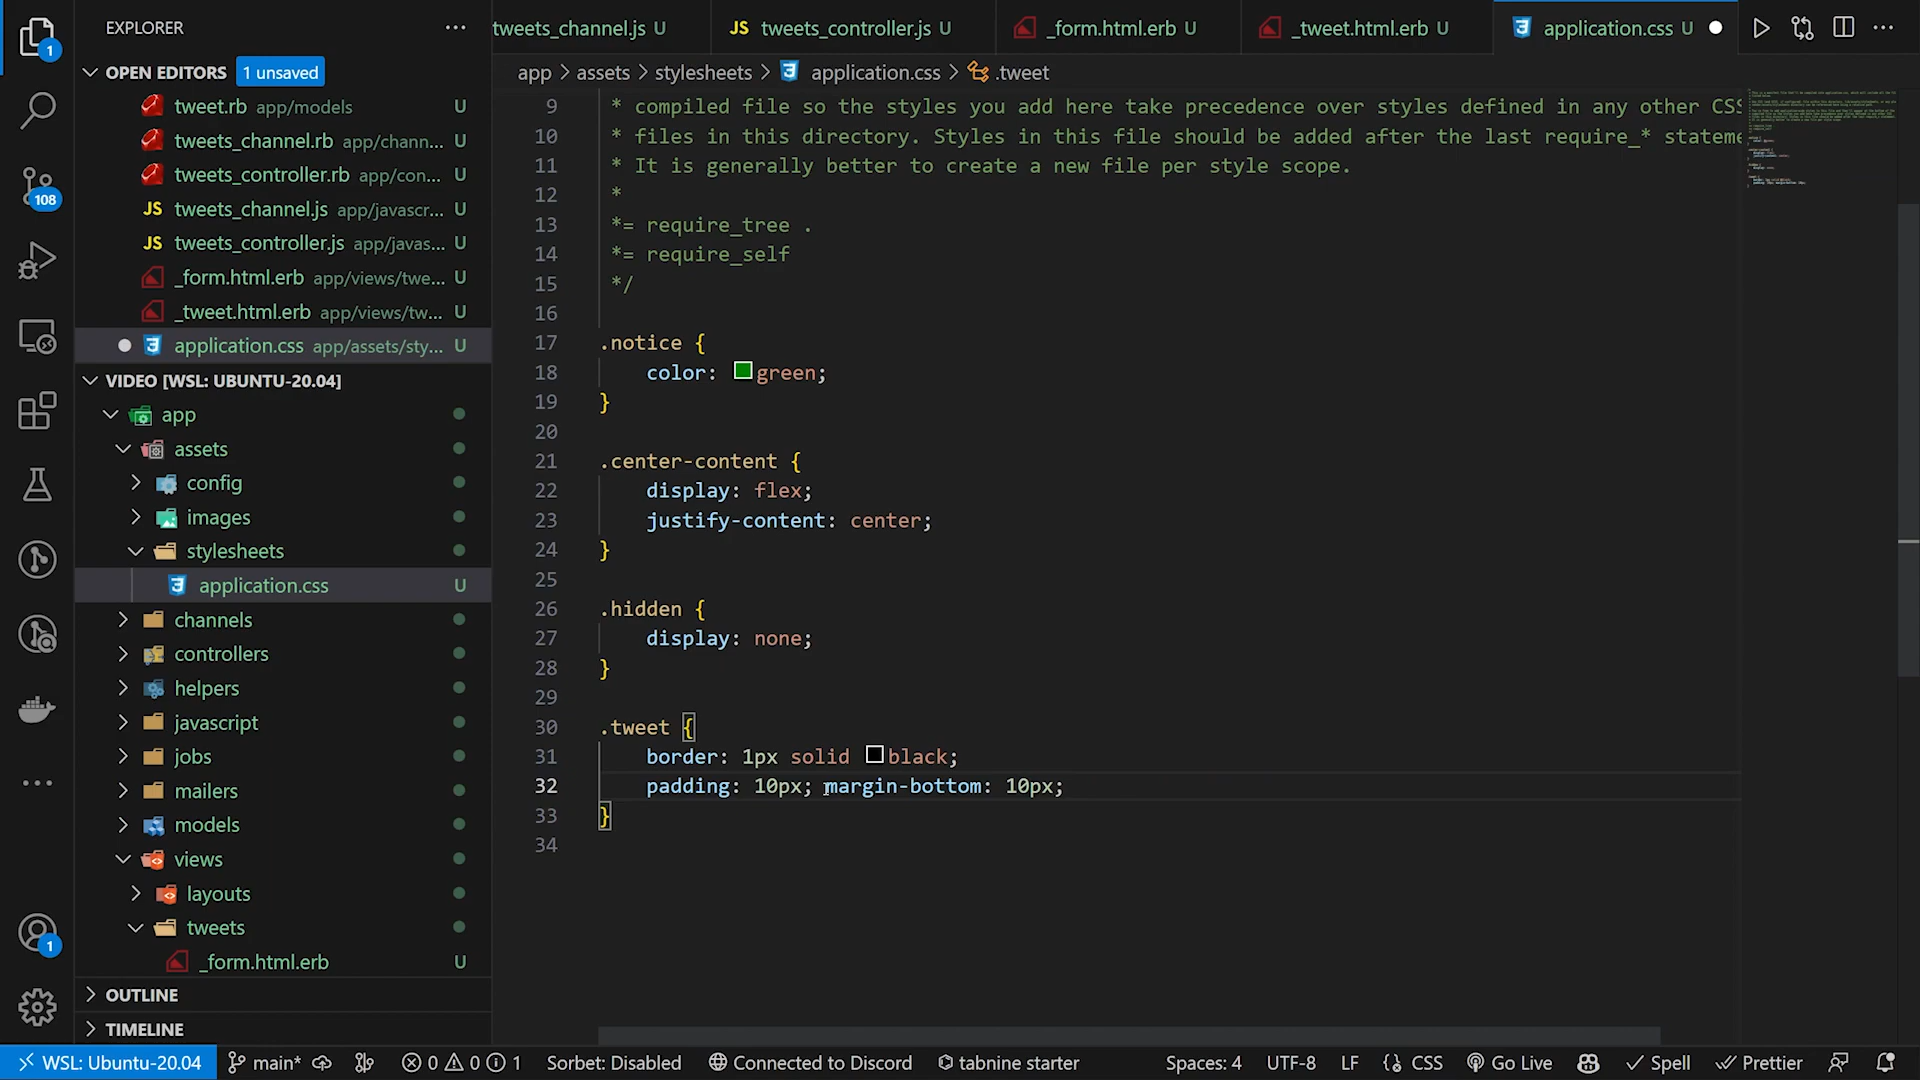 EXPLORER
OPEN EDITORS 1 unsaved
tweet.rb app/models U
tweets_channel.rb app/chann... U
tweets_controller.rb app/con... U
tweets_channel.js app/javascr... U
tweets_controller.js app/javas... U
_form.html.erb app/views/twe... U
_tweet.html.erb app/views/tw... U
application.css app/assets/sty... U
VIDEO [WSL: UBUNTU-20.04]
app
assets
config
images
stylesheets
application.css U
channels
controllers
helpers
javascript
jobs
mailers
models
views
layouts
tweets
_form.html.erb U
OUTLINE
TIMELINE
1
108
1
tweets_channel.js U
JS tweets_controller.js U
_form.html.erb U
_tweet.html.erb U
application.css U
app > assets > stylesheets > application.css > .tweet
9 * compiled file so the styles you add here take precedence over styles defined in any other CSS
10 * files in this directory. Styles in this file should be added after the last require_* stateme
11 * It is generally better to create a new file per style scope.
12 *
13 *= require_tree .
14 *= require_self
15 */
16
17 .notice {
18 color: green;
19 }
20
21 .center-content {
22 display: flex;
23 justify-content: center;
24 }
25
26 .hidden {
27 display: none;
28 }
29
30 .tweet {
31 border: 1px solid black;
32 padding: 10px; margin-bottom: 10px;
33 }
34
WSL: Ubuntu-20.04 main* 0 0 1 Sorbet: Disabled Connected to Discord tabnine starter Spaces: 4 UTF-8 LF {} CSS Go Live Spell Prettier